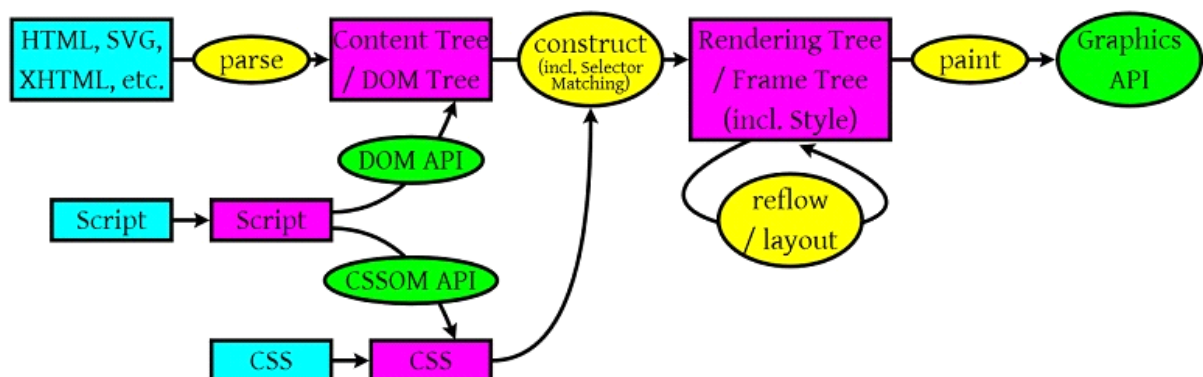 HTML, SVG,
XHTML, etc.
parse
Content Tree
/ DOM Tree
construct
(incl. Selector
Matching)
Rendering Tree
/ Frame Tree
(incl. Style)
paint
Graphics
API
DOM API
Script
Script
reflow
/ layout
CSSOM API
CSS
CSS